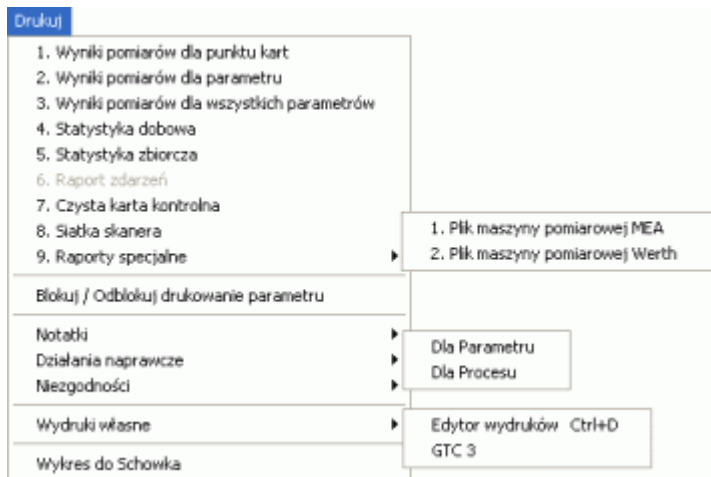 Drukuj
1. Wyniki pomiarów dla punktu kart
2. Wyniki pomiarów dla parametru
3. Wyniki pomiarów dla wszystkich parametrów
4. Statystyka dobowa
5. Statystyka zbiorcza
6. Raport zdarzeń
7. Czysta karta kontrolna
8. Siatka skanera
9. Raporty specjalne
1. Plik maszyny pomiarowej MEA
2. Plik maszyny pomiarowej Werth
Blokuj / Odblokuj drukowanie parametru
Notatki
Działania naprawcze
Niezgodności
Dla Parametru
Dla Procesu
Wydruki własne
Edytor wydruków Ctrl+D
GTC 3
Wykres do Schowka